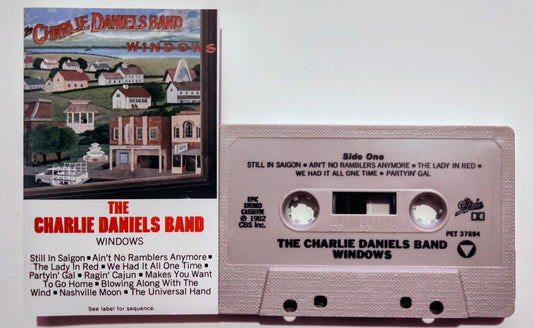 The CHARLIE DANIELS BAND
WINDOWS
THE
CHARLIE DANIELS BAND
WINDOWS
Still In Saigon ■ Ain't No Ramblers Anymore ■
The Lady In Red ■ We Had It All One Time ■
Partyin' Gal ■ Ragin' Cajun ■ Makes You Want
To Go Home ■ Blowing Along With The
Wind ■ Nashville Moon ■ The Universal Hand
See label for sequence.
Side One
STILL IN SAIGON ■ AIN'T NO RAMBLERS ANYMORE ■ THE LADY IN RED ■
WE HAD IT ALL ONE TIME ■ PARTYIN' GAL
EPIC
STEREO
CASSETTE
℗ 1982
CBS Inc.
Epic
PET 37694
THE CHARLIE DANIELS BAND
WINDOWS